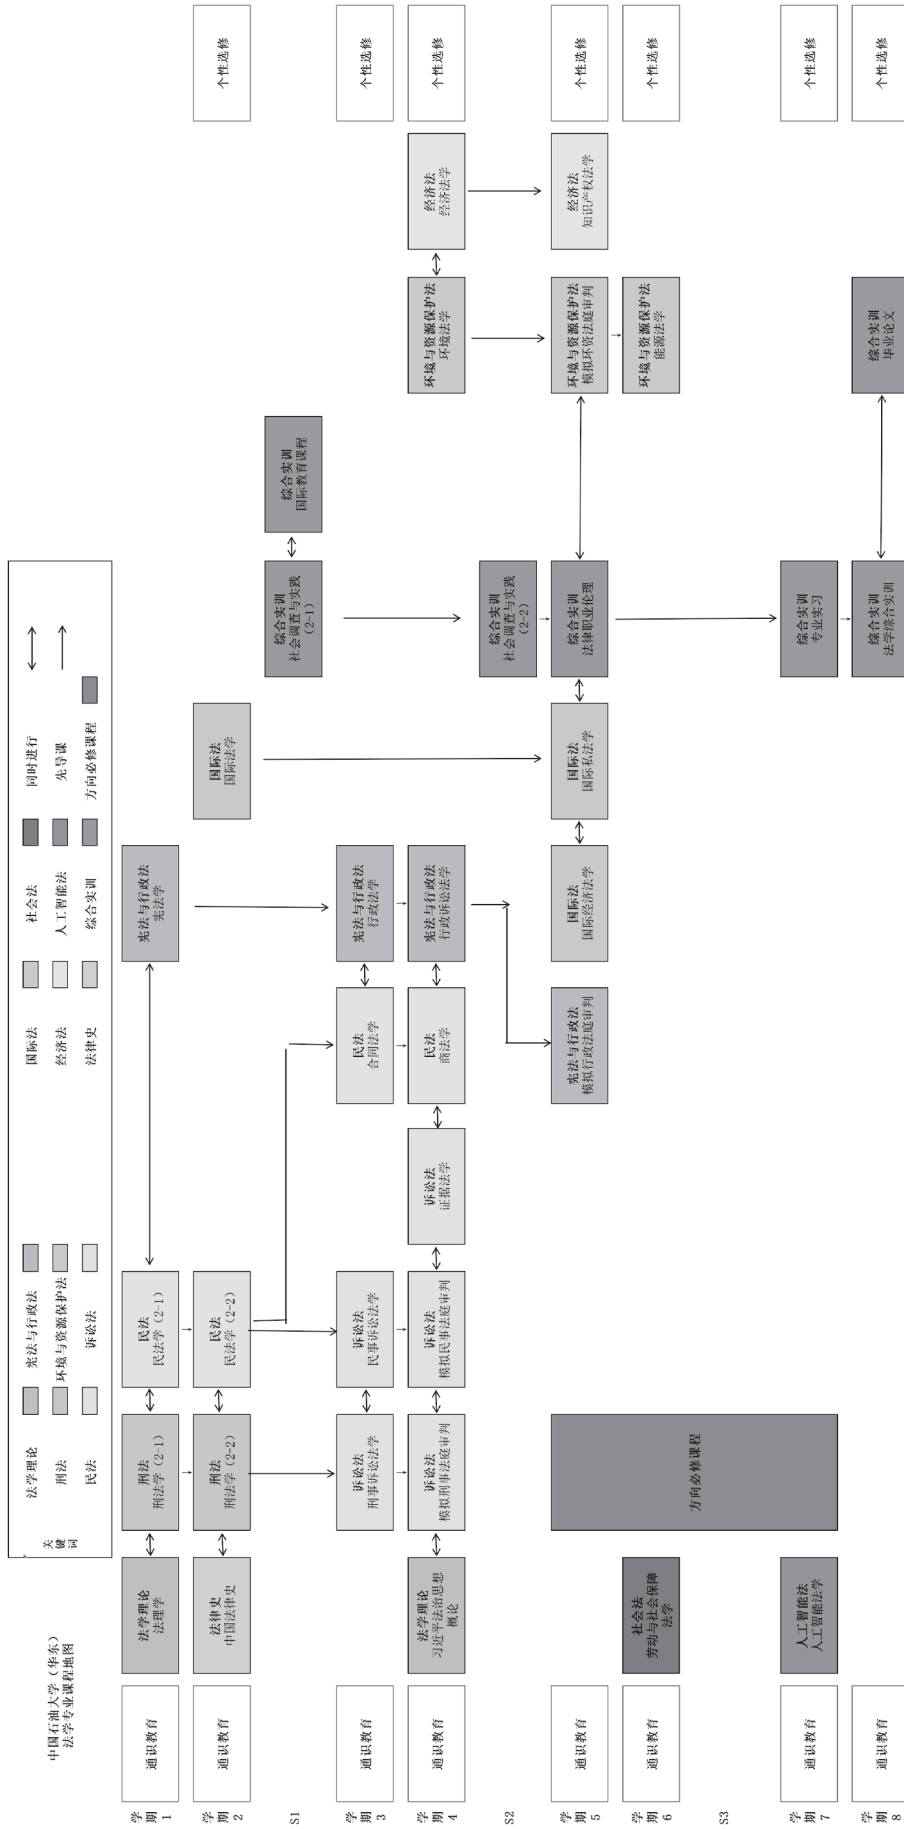 中国石油大学（华东）
法学专业课程地图
关键词
法学理论
宪法与行政法
国际法
社会法
同时进行
刑法
环境与资源保护法
经济法
人工智能法
先导课
民法
诉讼法
法律史
综合实训
方向必修课程
学期1
通识教育
法学理论
法理学
刑法
刑法学（2-1）
民法
民法学（2-1）
宪法与行政法
宪法学
学期2
通识教育
法律史
中国法律史
刑法
刑法学（2-2）
民法
民法学（2-2）
国际法
国际法学
个性选修
S1
综合实训
社会调查与实践
（2-1）
综合实训
国际教育课程
学期3
通识教育
诉讼法
刑事诉讼法学
诉讼法
民事诉讼法学
民法
合同法学
宪法与行政法
行政法学
个性选修
学期4
通识教育
法学理论
习近平法治思想
概论
诉讼法
模拟刑事法庭审判
诉讼法
模拟民事法庭审判
诉讼法
证据法学
民法
商法学
宪法与行政法
行政诉讼法学
环境与资源保护法
环境法学
经济法
经济法学
个性选修
S2
综合实训
社会调查与实践
（2-2）
学期5
通识教育
方向必修课程
宪法与行政法
模拟行政法庭审判
国际法
国际经济法学
国际法
国际私法学
综合实训
法律职业伦理
环境与资源保护法
模拟环资法庭审判
经济法
知识产权法学
个性选修
学期6
通识教育
社会法
劳动与社会保障
法学
环境与资源保护法
能源法学
个性选修
S3
学期7
通识教育
人工智能法
人工智能法学
综合实训
专业实习
个性选修
学期8
通识教育
综合实训
法学综合实训
综合实训
毕业论文
个性选修